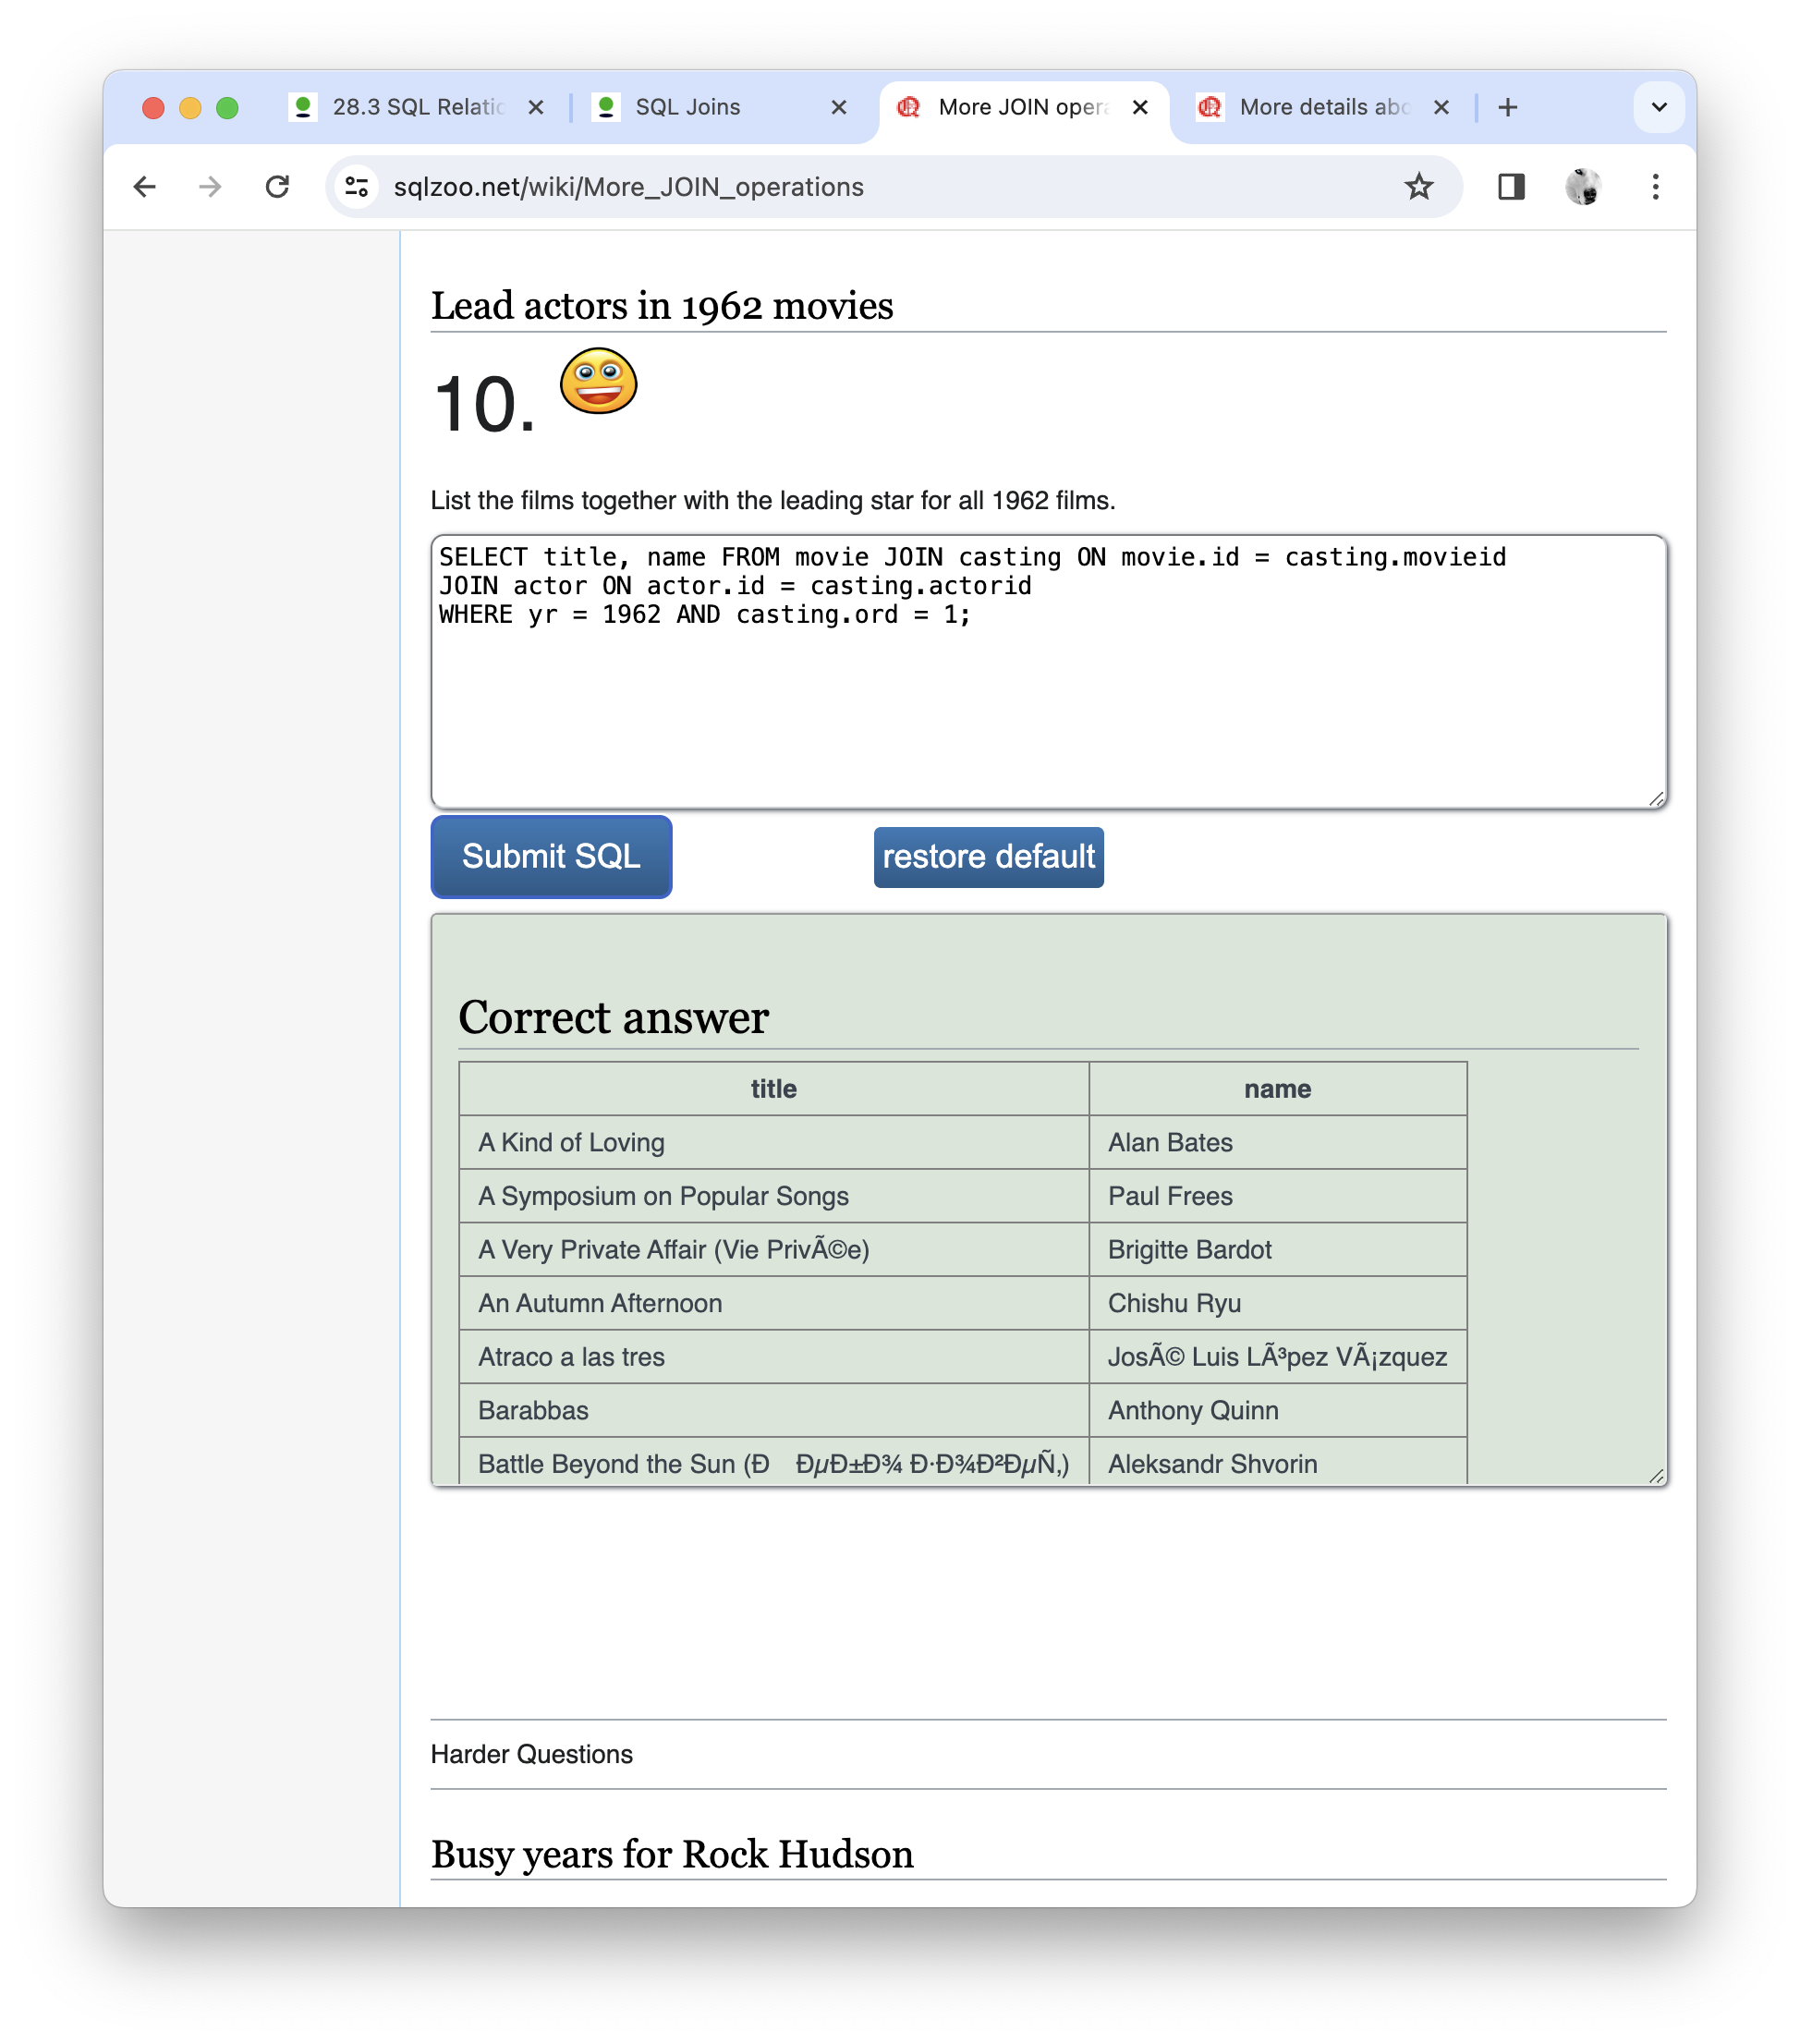 28.3 SQL Relatio
SQL Joins
More JOIN opera
More details abo
sqlzoo.net/wiki/More_JOIN_operations
Lead actors in 1962 movies
10.
List the films together with the leading star for all 1962 films.
SELECT title, name FROM movie JOIN casting ON movie.id = casting.movieid
JOIN actor ON actor.id = casting.actorid
WHERE yr = 1962 AND casting.ord = 1;
Submit SQL restore default
Correct answer
title name
A Kind of Loving Alan Bates
A Symposium on Popular Songs Paul Frees
A Very Private Affair (Vie PrivÃ©e) Brigitte Bardot
An Autumn Afternoon Chishu Ryu
Atraco a las tres JosÃ© Luis LÃ³pez VÃ¡zquez
Barabbas Anthony Quinn
Battle Beyond the Sun (Ð ÐµÐ±Ð¾ Ð·Ð¾Ð²ÐµÑ‚) Aleksandr Shvorin
Harder Questions
Busy years for Rock Hudson